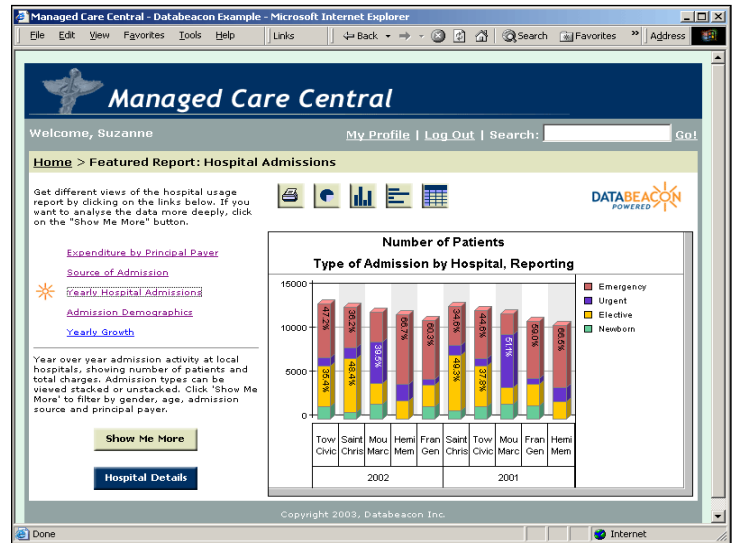 Managed Care Central - Databeacon Example - Microsoft Internet Explorer
File Edit View Favorites Tools Help Links Back Search Favorites » Address
Managed Care Central
Welcome, Suzanne My Profile | Log Out | Search: Go!
Home > Featured Report: Hospital Admissions
Get different views of the hospital usage
report by clicking on the links below. If you
want to analyse the data more deeply, click
on the "Show Me More" button.
DATABEACON
POWERED
Expenditure by Principal Payer
Source of Admission
Yearly Hospital Admissions
Admission Demographics
Yearly Growth
Year over year admission activity at local
hospitals, showing number of patients and
total charges. Admission types can be
viewed stacked or unstacked. Click 'Show Me
More' to filter by gender, age, admission
source and principal payer.
Show Me More
Hospital Details
Number of Patients
Type of Admission by Hospital, Reporting
15000
10000
5000
0
47.2% 36.2% 66.7% 60.3% 34.6% 44.6% 59.0% 66.5%
39.5% 51.1%
35.4% 48.4% 49.3% 37.8%
Emergency
Urgent
Elective
Newborn
Tow Saint Mou Hemi Fran Saint Tow Mou Fran Hemi
Civic Chris Marc Mem Gen Chris Civic Marc Gen Mem
2002 2001
Copyright 2003, Databeacon Inc.
Done Internet